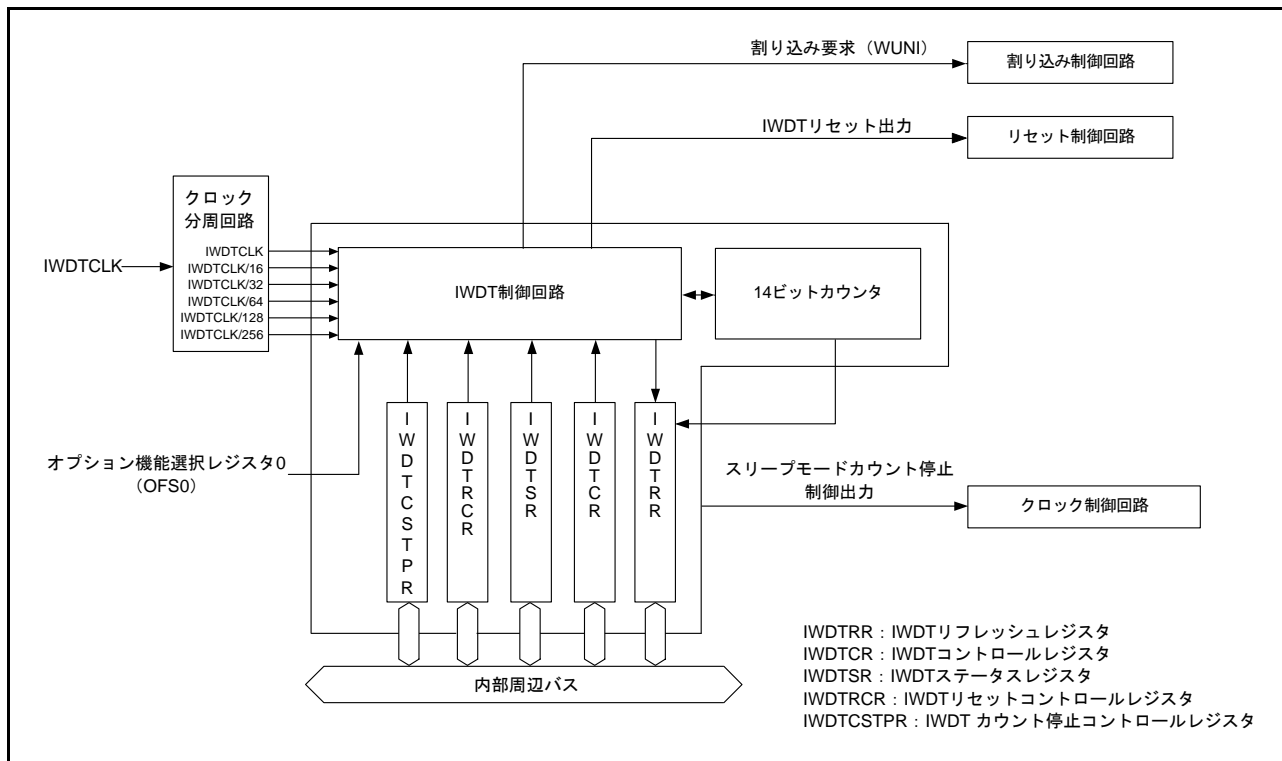 割り込み要求（WUNI）
割り込み制御回路
IWDTリセット出力
リセット制御回路
クロック
分周回路
IWDTCLK
IWDTCLK
IWDTCLK/16
IWDTCLK/32
IWDTCLK/64
IWDTCLK/128
IWDTCLK/256
IWDT制御回路
14ビットカウンタ
オプション機能選択レジスタ0
（OFS0）
IWDTCSTPR
IWDTRCR
IWDTSR
IWDTCR
IWDTRR
スリープモードカウント停止
制御出力
クロック制御回路
内部周辺バス
IWDTRR：IWDTリフレッシュレジスタ
IWDTCR：IWDTコントロールレジスタ
IWDTSR：IWDTステータスレジスタ
IWDTRCR：IWDTリセットコントロールレジスタ
IWDTCSTPR：IWDT カウント停止コントロールレジスタ